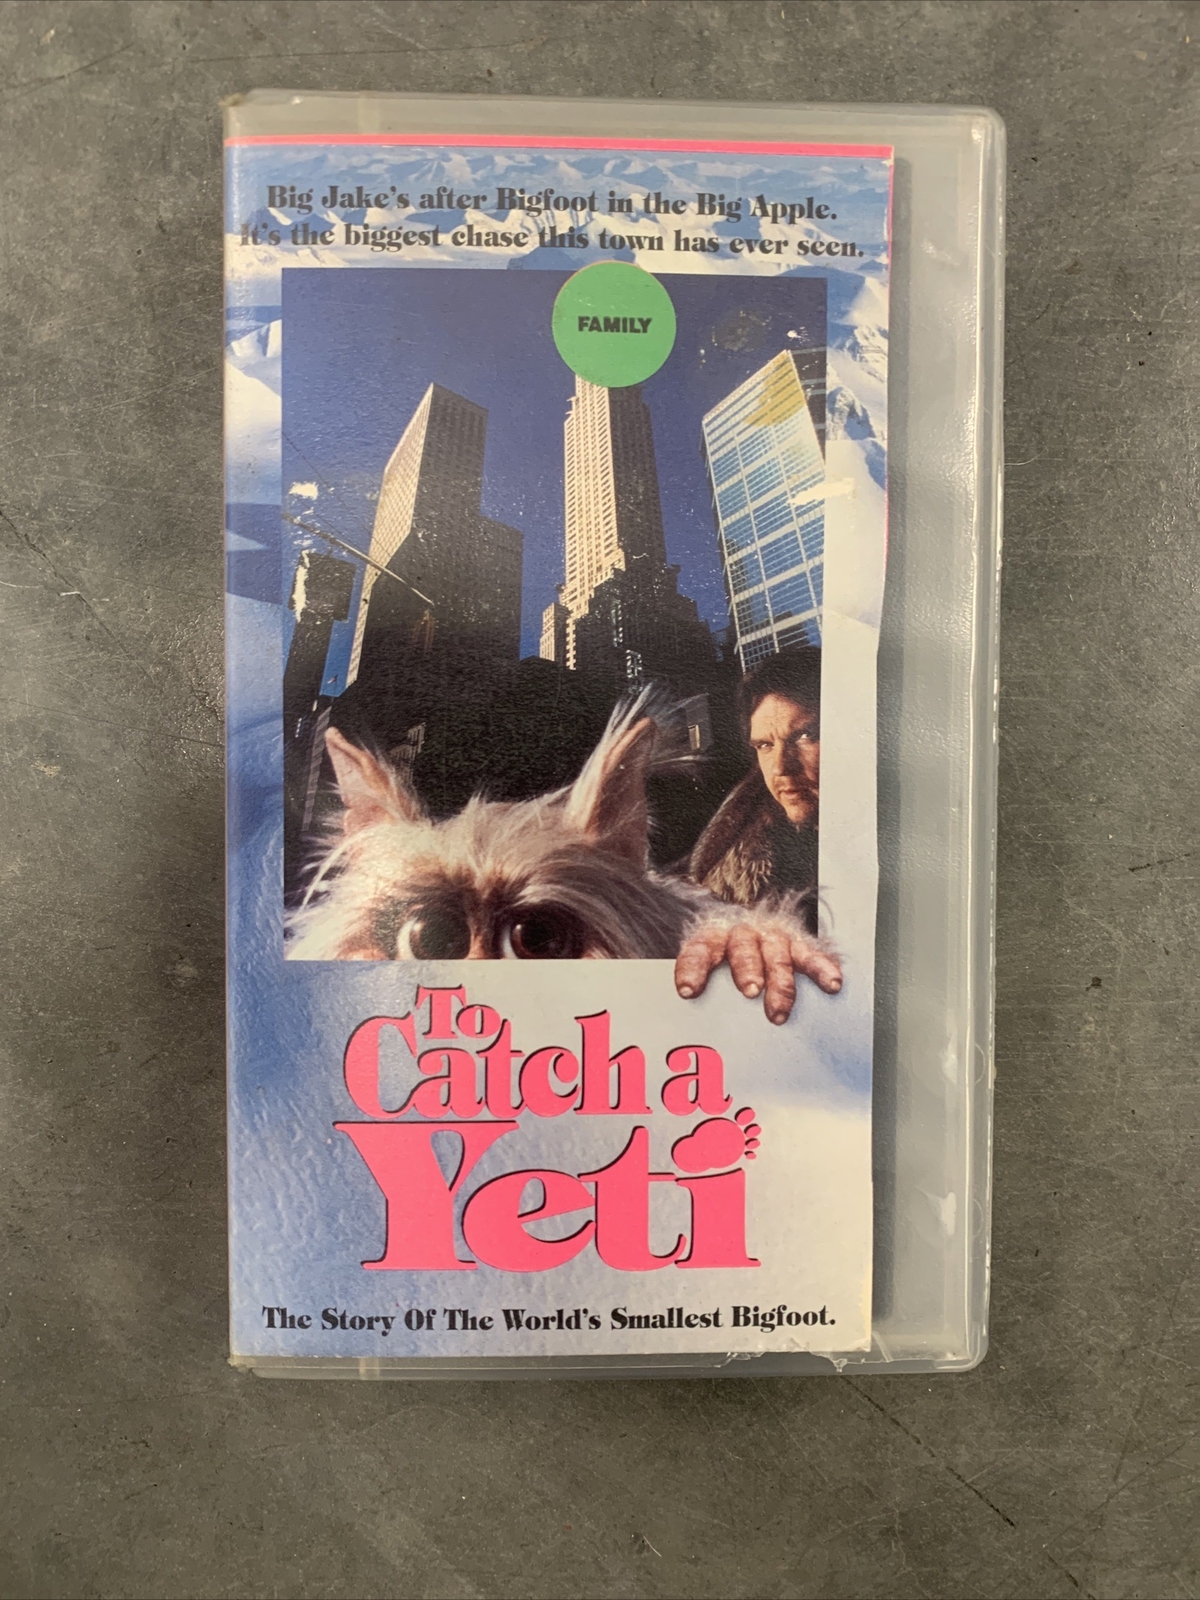 Big Jake's after Bigfoot in the Big Apple.
It's the biggest chase this town has ever seen.
FAMILY
To
Catch a
Yeti
The Story Of The World's Smallest Bigfoot.